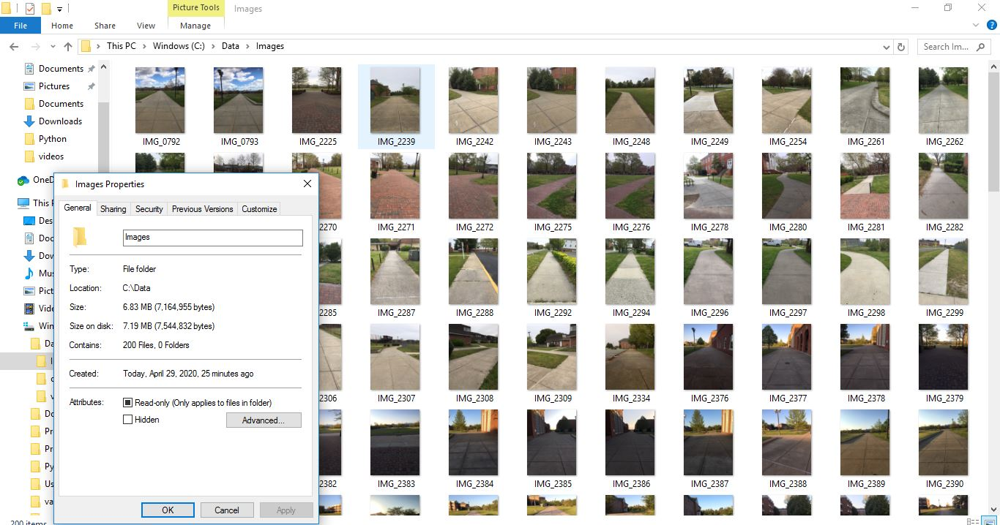 Picture Tools Images
File Home Share View Manage
This PC Windows (C:) Data Images
Search Im...
Documents
Pictures
Documents
Downloads
Python
videos
OneD
This P
Des
Doc
Dov
Mus
Pict
Vide
Win
Da
I
c
v
Do
Pr
Pr
Py
Us
va
200 items
IMG_0792 IMG_0793 IMG_2225 IMG_2239 IMG_2242 IMG_2243 IMG_2248 IMG_2249 IMG_2254 IMG_2261 IMG_2262
2270 IMG_2271 IMG_2272 IMG_2275 IMG_2276 IMG_2278 IMG_2280 IMG_2281 IMG_2282
2285 IMG_2287 IMG_2288 IMG_2292 IMG_2294 IMG_2296 IMG_2297 IMG_2298 IMG_2299
2306 IMG_2307 IMG_2308 IMG_2309 IMG_2334 IMG_2376 IMG_2377 IMG_2378 IMG_2379
2382 IMG_2383 IMG_2384 IMG_2385 IMG_2386 IMG_2387 IMG_2388 IMG_2389 IMG_2390
Images Properties
General Sharing Security Previous Versions Customize
Images
Type: File folder
Location: C:\Data
Size: 6.83 MB (7,164,955 bytes)
Size on disk: 7.19 MB (7,544,832 bytes)
Contains: 200 Files, 0 Folders
Created: Today, April 29, 2020, 25 minutes ago
Attributes: Read-only (Only applies to files in folder)
Hidden Advanced...
OK Cancel Apply